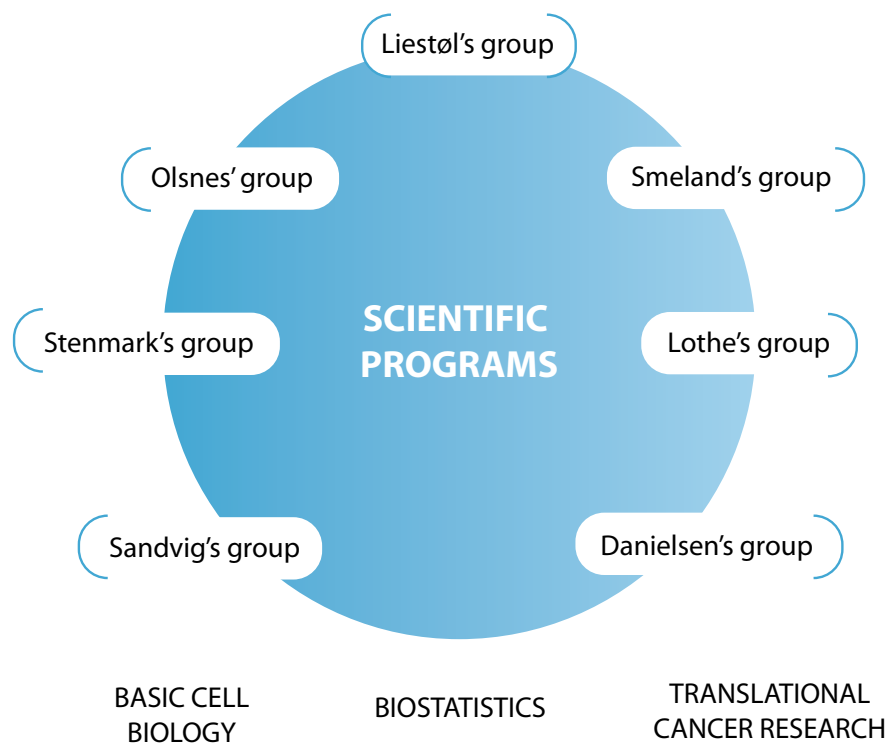 Liestøl’s group
Olsnes’ group
Smeland’s group
SCIENTIFIC
PROGRAMS
Stenmark’s group
Lothe’s group
Sandvig’s group
Danielsen’s group
BASIC CELL
BIOLOGY
BIOSTATISTICS
TRANSLATIONAL
CANCER RESEARCH